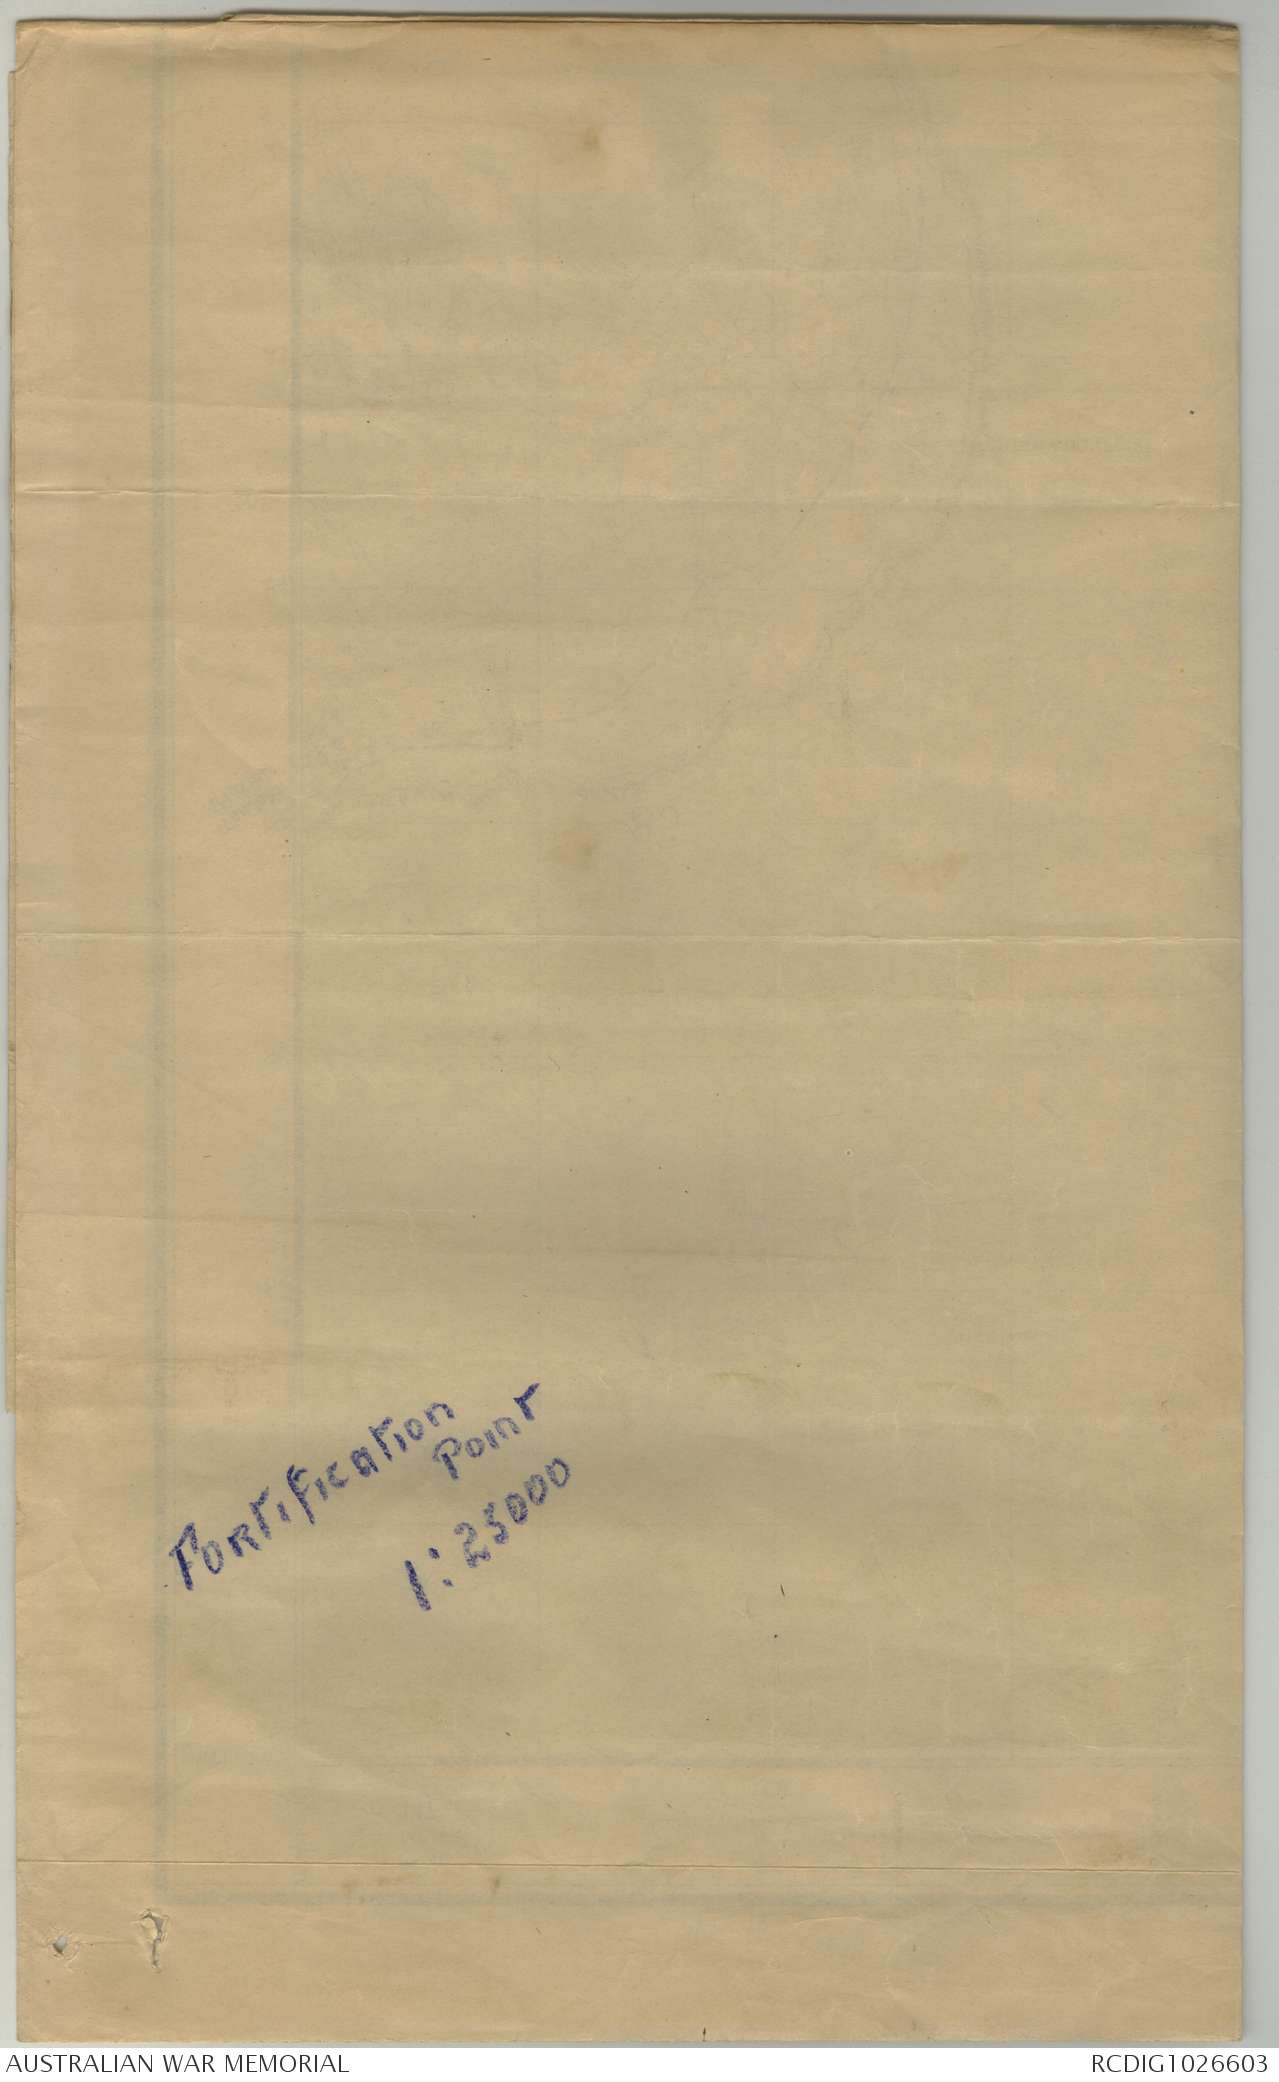 Fortification
Point
1:25000
AUSTRALIAN WAR MEMORIAL
RCDIG1026603